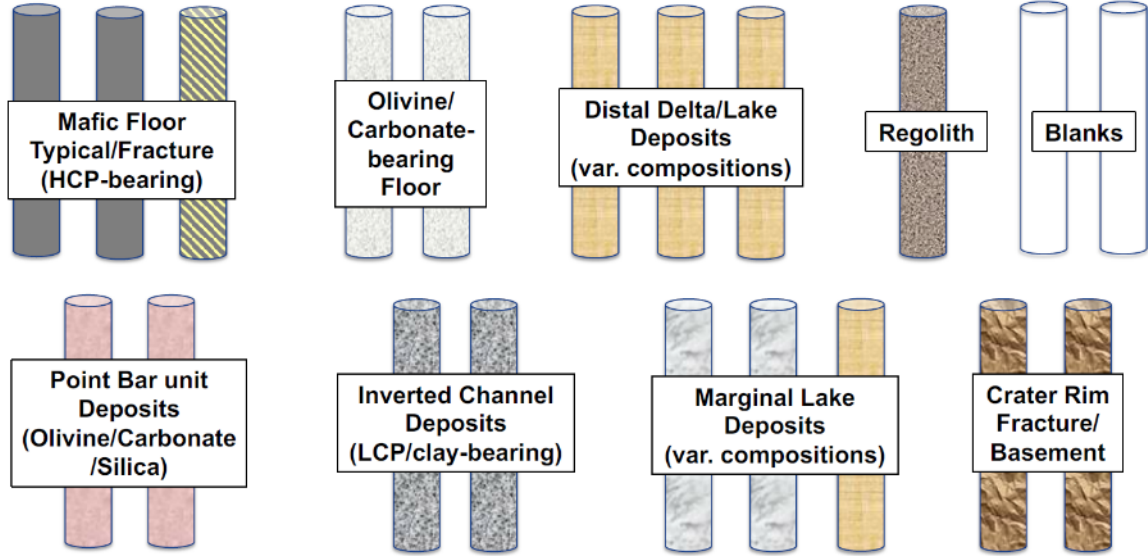 Mafic Floor
Typical/Fracture
(HCP-bearing)
Olivine/
Carbonate-
bearing
Floor
Distal Delta/Lake
Deposits
(var. compositions)
Regolith
Blanks
Point Bar unit
Deposits
(Olivine/Carbonate
/Silica)
Inverted Channel
Deposits
(LCP/clay-bearing)
Marginal Lake
Deposits
(var. compositions)
Crater Rim
Fracture/
Basement